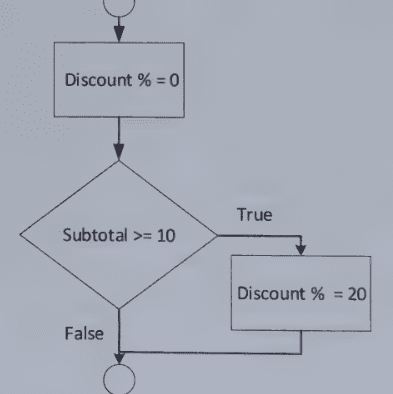 Discount % = 0
Subtotal >= 10
True
Discount % = 20
False